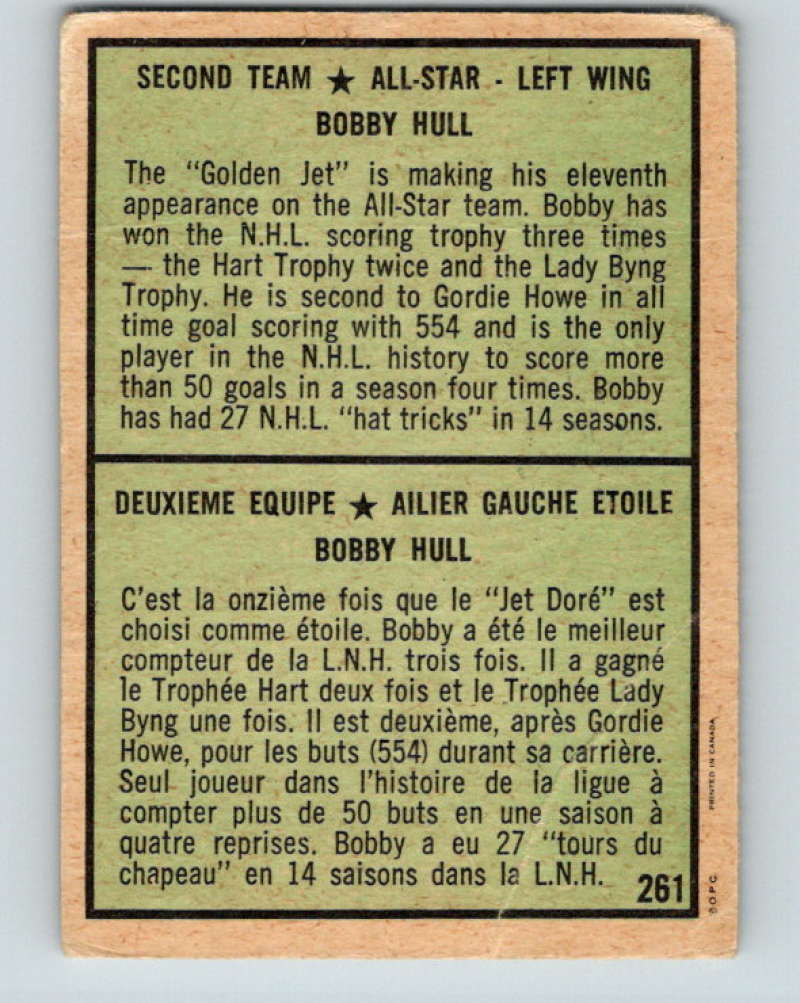 SECOND TEAM ★ ALL-STAR - LEFT WING
BOBBY HULL
The "Golden Jet" is making his eleventh
appearance on the All-Star team. Bobby has
won the N.H.L. scoring trophy three times
— the Hart Trophy twice and the Lady Byng
Trophy. He is second to Gordie Howe in all
time goal scoring with 554 and is the only
player in the N.H.L. history to score more
than 50 goals in a season four times. Bobby
has had 27 N.H.L. "hat tricks" in 14 seasons.
DEUXIEME EQUIPE ★ AILIER GAUCHE ETOILE
BOBBY HULL
C'est la onzième fois que le "Jet Doré" est
choisi comme étoile. Bobby a été le meilleur
compteur de la L.N.H. trois fois. Il a gagné
le Trophée Hart deux fois et le Trophée Lady
Byng une fois. Il est deuxième, après Gordie
Howe, pour les buts (554) durant sa carrière.
Seul joueur dans l'histoire de la ligue à
compter plus de 50 buts en une saison à
quatre reprises. Bobby a eu 27 "tours du
chapeau" en 14 saisons dans la L.N.H.
261
©O.P.C. PRINTED IN CANADA